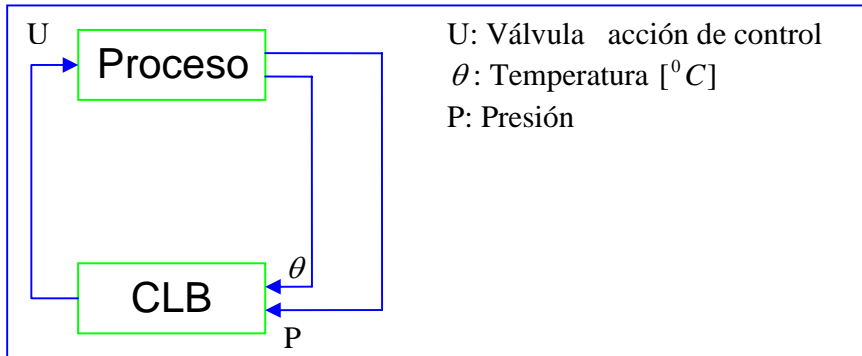 U
Proceso
U: Válvula acción de control
θ: Temperatura [⁰C]
P: Presión
θ
CLB
P